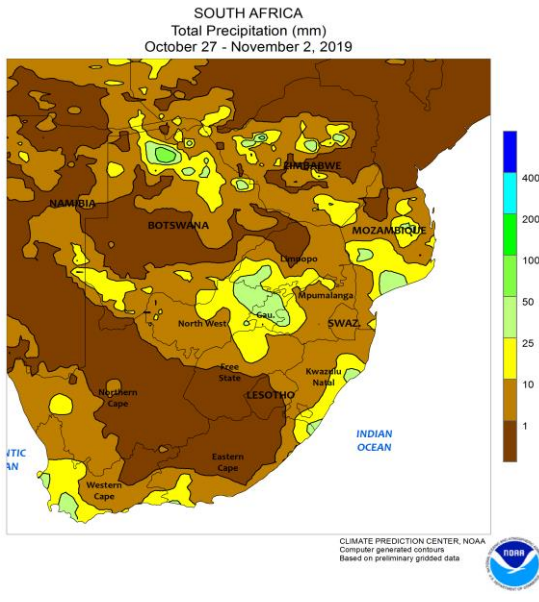 SOUTH AFRICA
Total Precipitation (mm)
October 27 - November 2, 2019
ZIMBABWE
NAMIBIA
BOTSWANA
MOZAMBIQUE
Limpopo
Mpumalanga
Gau.
North West
SWAZ.
Free
State
Kwazulu
Natal
Northern
Cape
LESOTHO
Eastern
Cape
Western
Cape
NTIC
AN
INDIAN
OCEAN
400
200
100
50
25
10
1
CLIMATE PREDICTION CENTER, NOAA
Computer generated contours
Based on preliminary gridded data
NOAA